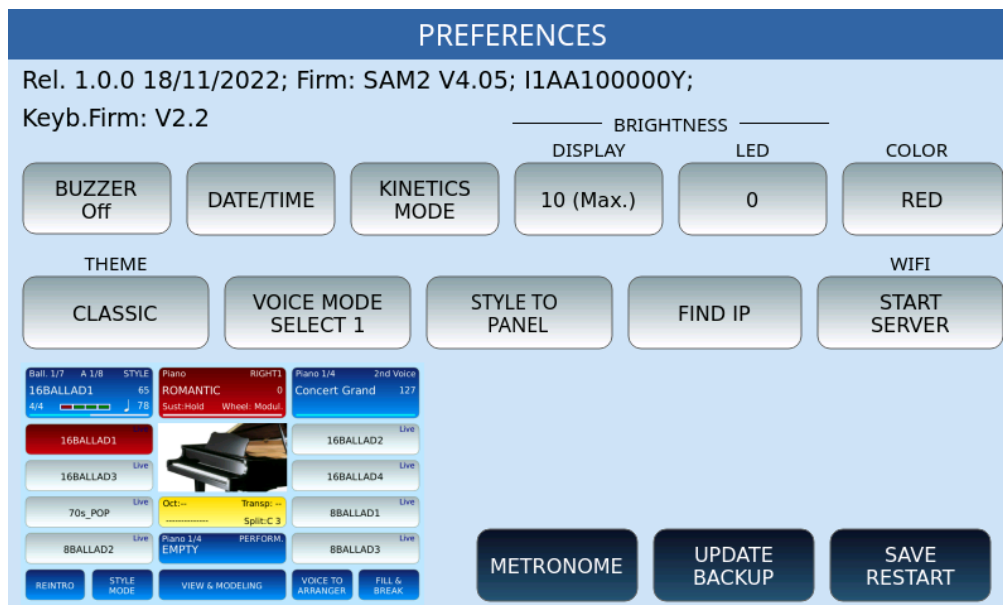 PREFERENCES
Rel. 1.0.0 18/11/2022; Firm: SAM2 V4.05; I1AA100000Y;
Keyb.Firm: V2.2
BRIGHTNESS
DISPLAY LED COLOR
BUZZER
Off
DATE/TIME
KINETICS
MODE
10 (Max.)
0
RED
THEME WIFI
CLASSIC
VOICE MODE
SELECT 1
STYLE TO
PANEL
FIND IP
START
SERVER
Ball. 1/7 A 1/8 STYLE
16BALLAD1 65
4/4 78
Piano RIGHT1
ROMANTIC 0
Sust:Hold Wheel: Modul.
Piano 1/4 2nd Voice
Concert Grand 127
Live
16BALLAD1
Live
16BALLAD2
Live
16BALLAD3
Live
16BALLAD4
Live
70s_POP
Oct:-- Transp: --
-------------- Split:C 3
Live
8BALLAD1
Live
8BALLAD2
Piano 1/4 PERFORM.
EMPTY
Live
8BALLAD3
REINTRO
STYLE
MODE
VIEW & MODELING
VOICE TO
ARRANGER
FILL &
BREAK
METRONOME
UPDATE
BACKUP
SAVE
RESTART